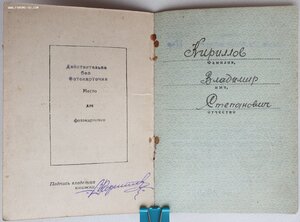 Действительна
без
Фотокарточки
Место
для
фотокарточки
Подпись владельца
книжки
Кириллов
Фамилия,
Владимир
имя,
Степанович
отчество